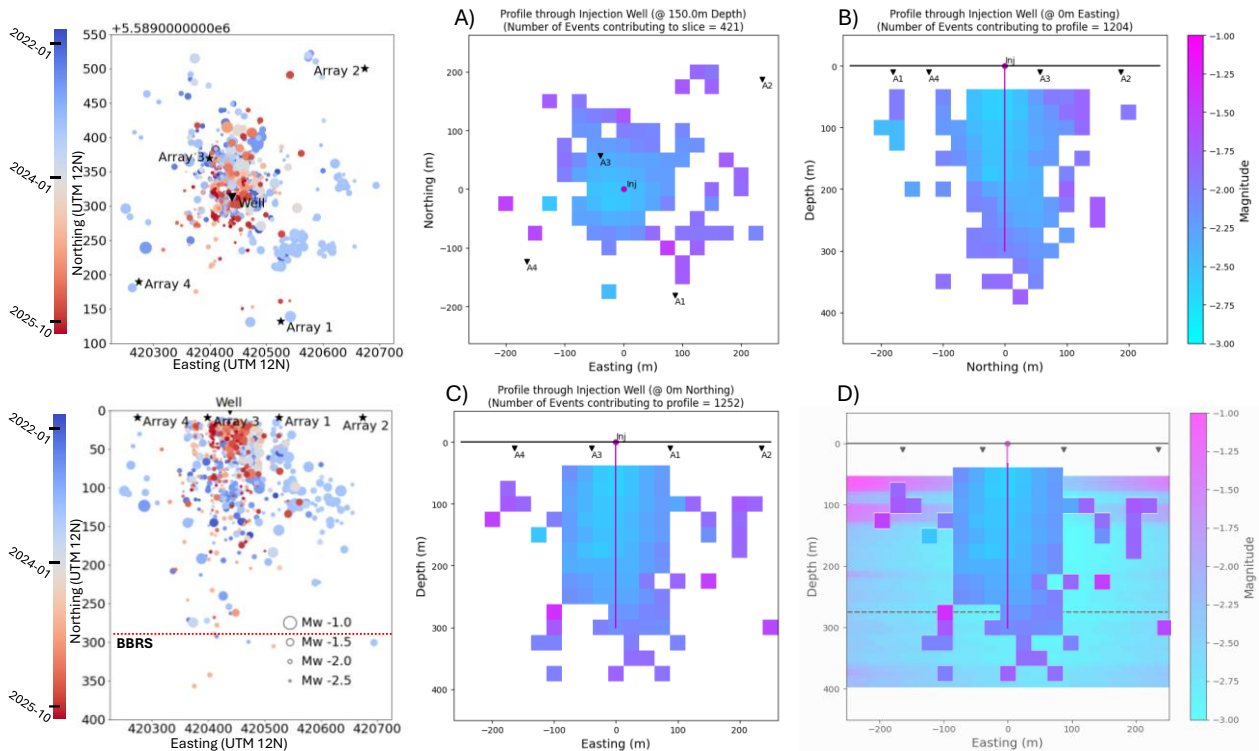 +5.5890000000e6
2022-01
2024-01
2025-10
Northing (UTM 12N)
550
500
450
400
350
300
250
200
150
100
Array 2
Array 3
Well
Array 4
Array 1
420300 420400 420500 420600 420700
Easting (UTM 12N)
A)
Profile through Injection Well (@ 150.0m Depth)
(Number of Events contributing to slice = 421)
Northing (m)
200
100
0
−100
−200
A2
A3
Inj
A4
A1
−200 −100 0 100 200
Easting (m)
B)
Profile through Injection Well (@ 0m Easting)
(Number of Events contributing to profile = 1204)
Depth (m)
0
100
200
300
400
Inj
A1 A4 A3 A2
−200 −100 0 100 200
Northing (m)
−1.00
−1.25
−1.50
−1.75
−2.00
−2.25
−2.50
−2.75
−3.00
Magnitude
2022-01
2024-01
2025-10
Northing (UTM 12N)
0
50
100
150
200
250
300
350
400
Well
Array 4 Array 3 Array 1 Array 2
BBRS
Mw -1.0
Mw -1.5
Mw -2.0
Mw -2.5
420300 420400 420500 420600 420700
Easting (UTM 12N)
C)
Profile through Injection Well (@ 0m Northing)
(Number of Events contributing to profile = 1252)
Depth (m)
0
100
200
300
400
Inj
A4 A3 A1 A2
−200 −100 0 100 200
Easting (m)
D)
Depth (m)
0
100
200
300
400
−200 −100 0 100 200
Easting (m)
−1.00
−1.25
−1.50
−1.75
−2.00
−2.25
−2.50
−2.75
−3.00
Magnitude